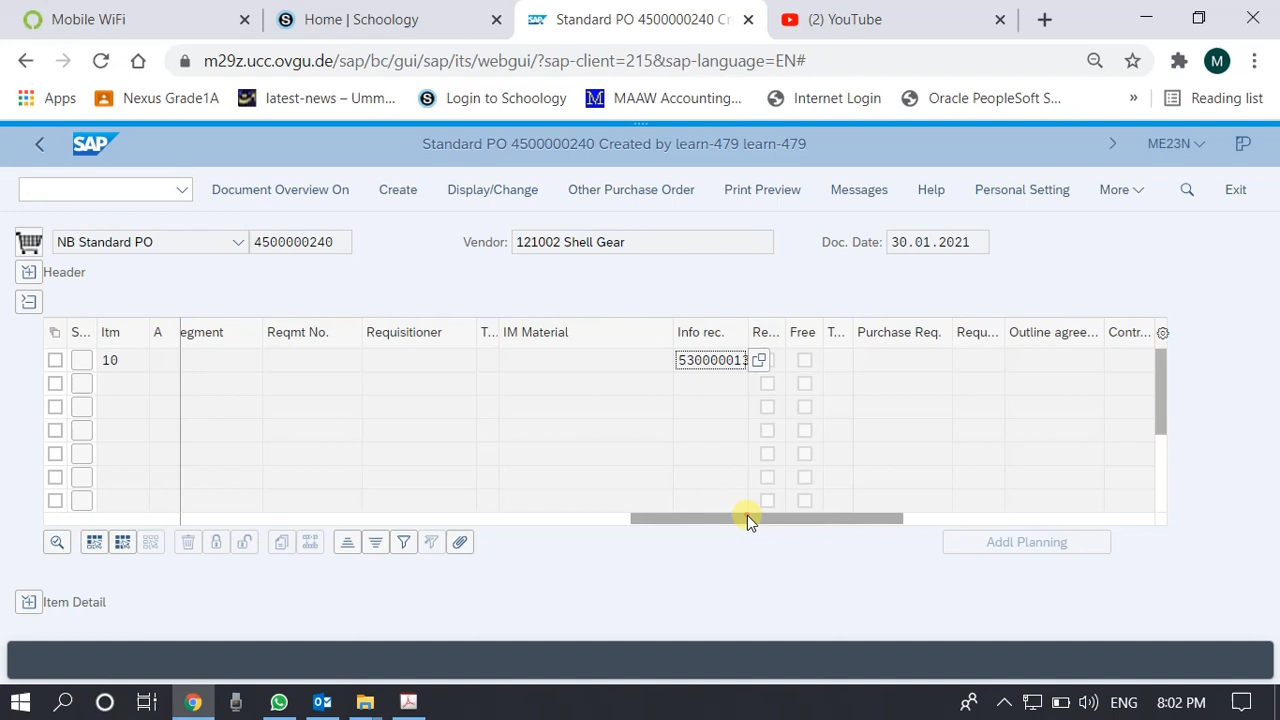 Mobile WiFi
Home | Schoology
Standard PO 4500000240 Cr
(2) YouTube
m29z.ucc.ovgu.de/sap/bc/gui/sap/its/webgui/?sap-client=215&sap-language=EN#
M
Apps
Nexus Grade1A
latest-news – Umm...
Login to Schoology
MAAW Accounting,...
Internet Login
Oracle PeopleSoft S...
»
Reading list
SAP
Standard PO 4500000240 Created by learn-479 learn-479
ME23N
Document Overview On
Create
Display/Change
Other Purchase Order
Print Preview
Messages
Help
Personal Setting
More
Exit
NB Standard PO
4500000240
Vendor:
121002 Shell Gear
Doc. Date:
30.01.2021
Header
S...
Itm
A
egment
Reqmt No.
Requisitioner
T...
IM Material
Info rec.
Re...
Free
T...
Purchase Req.
Requ...
Outline agree...
Contr...
10
530000013
Addl Planning
Item Detail
ENG
8:02 PM